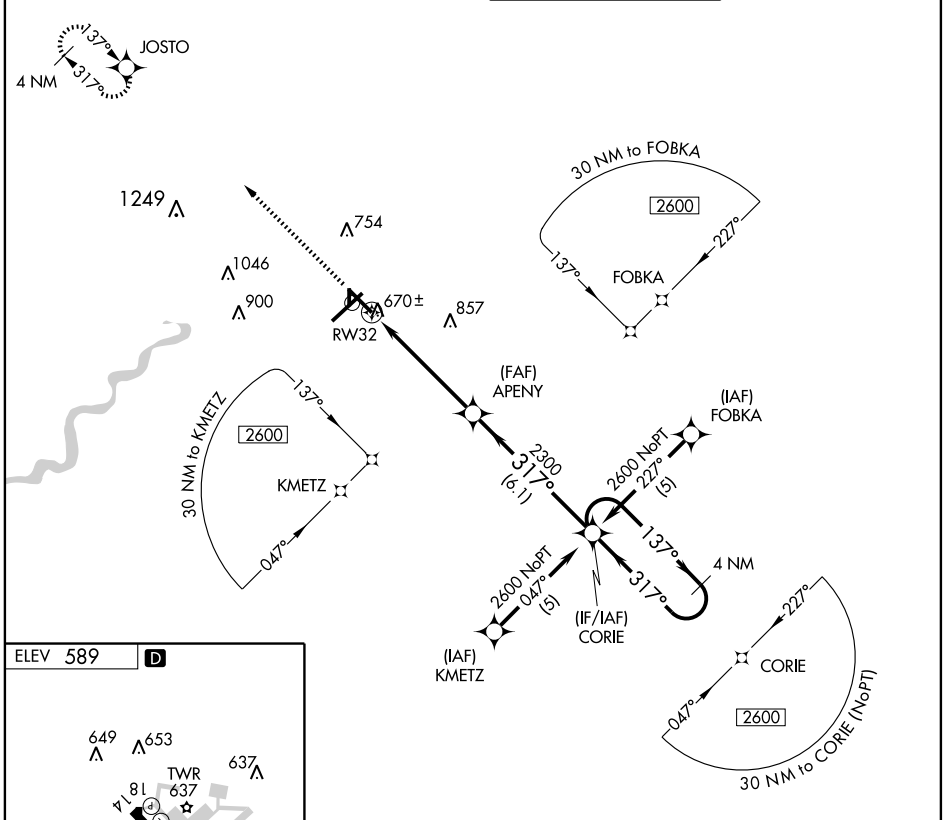 137°
JOSTO
4 NM
317°
30 NM to FOBKA
1249
2600
754
227°
137°
1046
FOBKA
900
670±
857
RW32
(FAF)
APENY
137°
(IAF)
FOBKA
30 NM to KMETZ
2600
2300
317°
(6.1)
2600 NoPT
227°
(5)
KMETZ
137°
4 NM
047°
2600 NoPT
047°
(5)
317°
227°
(IF/IAF)
CORIE
(IAF)
KMETZ
CORIE
ELEV 589
D
047°
2600
30 NM to CORIE (NoPT)
649
653
637
TWR
637
18
14
P